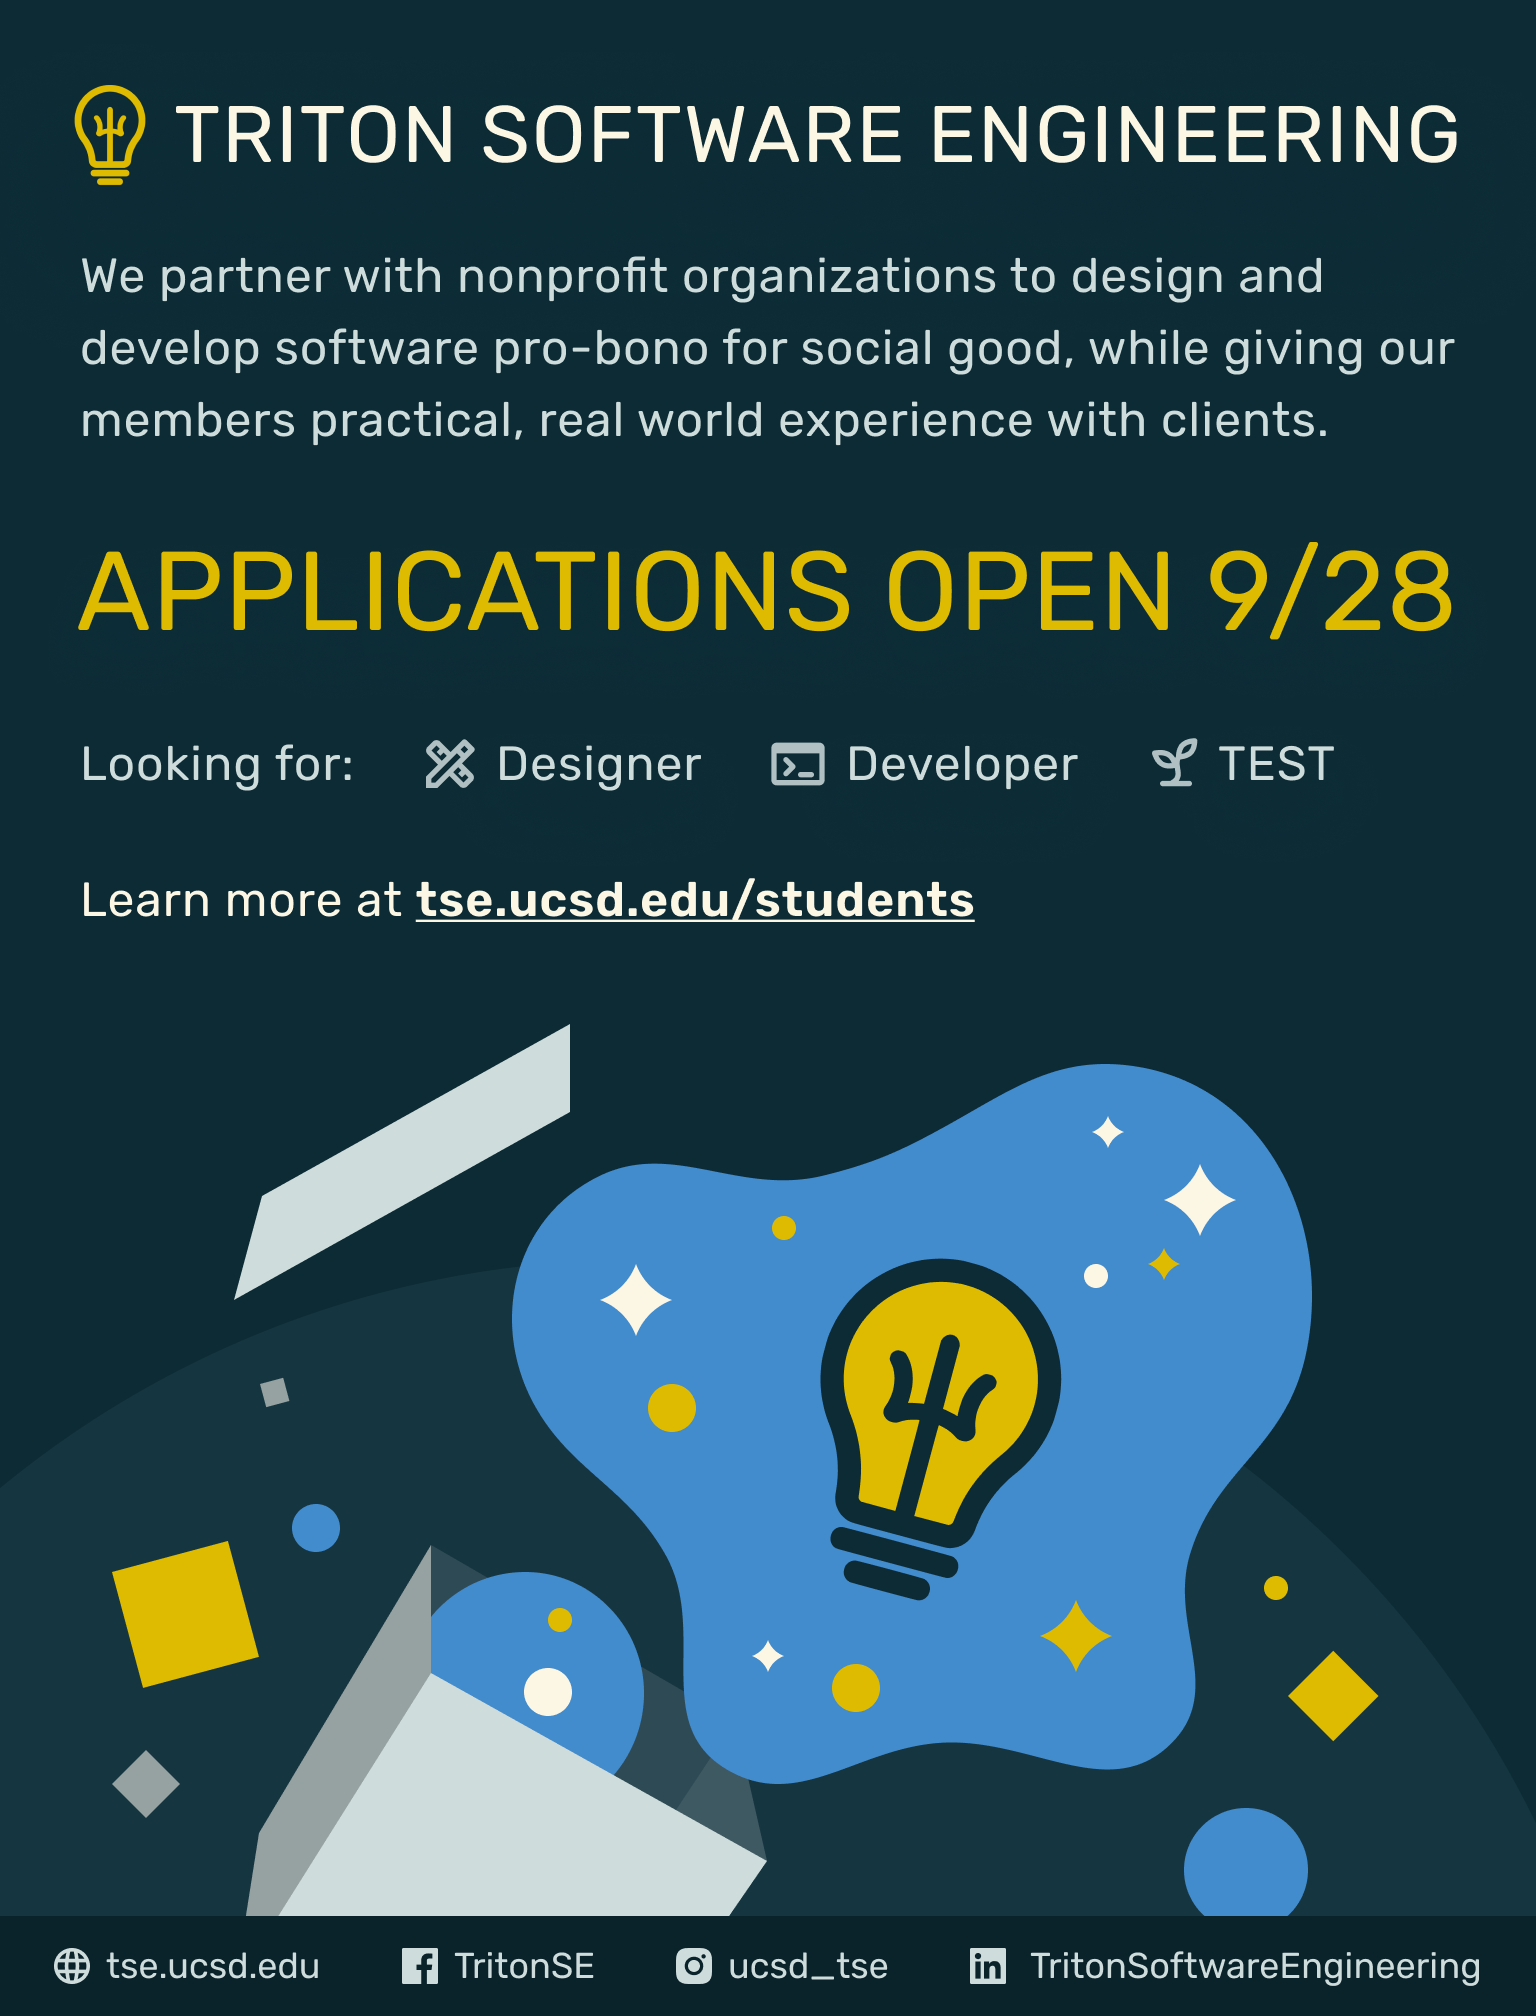 TRITON SOFTWARE ENGINEERING
We partner with nonprofit organizations to design and
develop software pro-bono for social good, while giving our
members practical, real world experience with clients.
APPLICATIONS OPEN 9/28
Looking for: Designer Developer TEST
Learn more at tse.ucsd.edu/students
tse.ucsd.edu TritonSE ucsd_tse TritonSoftwareEngineering